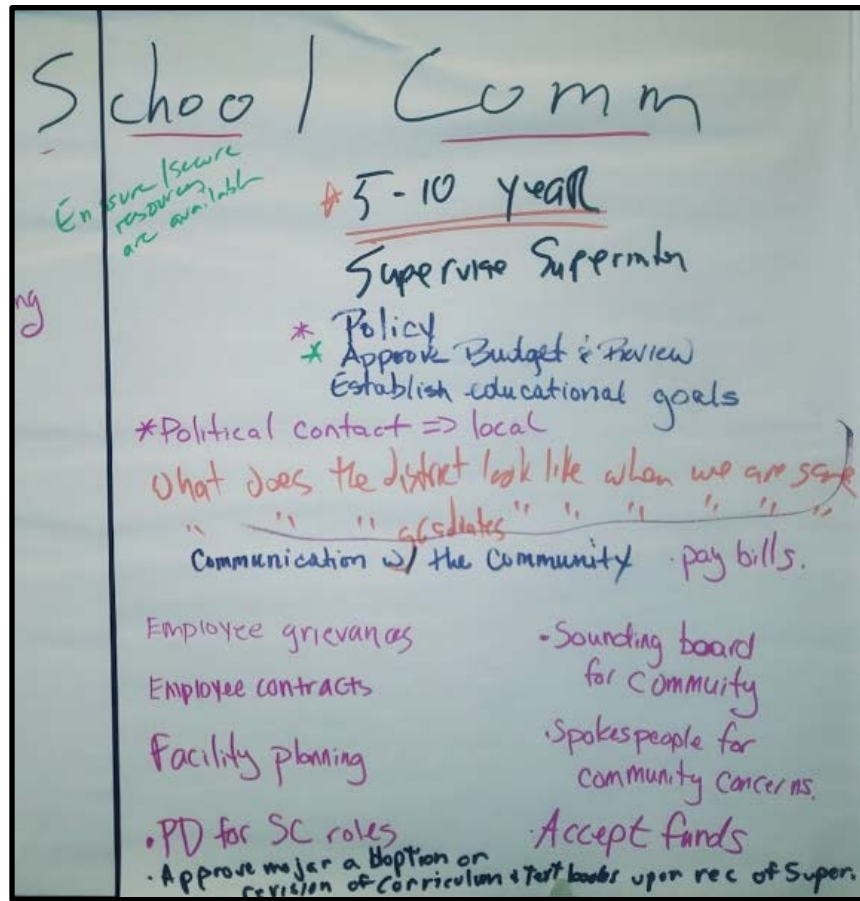 School Comm
Ensure/secure
resources
are available
* 5-10 year
Supervise
ng
* Policy
* Approve Budget & Review
Establish educational goals
*Political contact => local
What does the district look like when we are
" " " graduates " " " " " "
Communication w/ the Community · pay bills.
Employee grievances
Employee contracts
Facility planning
· PD for SC roles
· Sounding board
for Commuity
· Spokespeople for
community concerns.
· Accept funds
· Approve major adoption or
revision of Corriculum & Text books upon rec of Super.